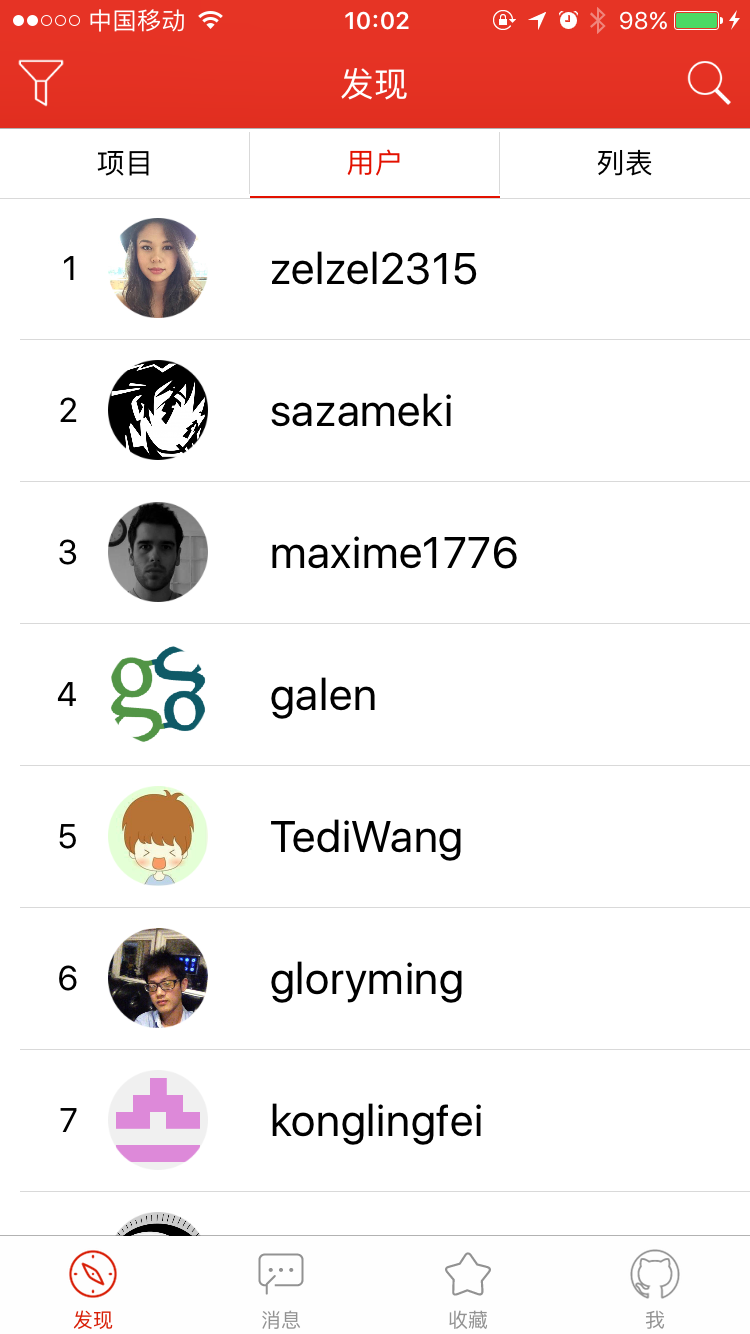 中国移动 10:02 98%
发现
项目 用户 列表
1 zelzel2315
2 sazameki
3 maxime1776
4 galen
5 TediWang
6 gloryming
7 konglingfei
发现 消息 收藏 我